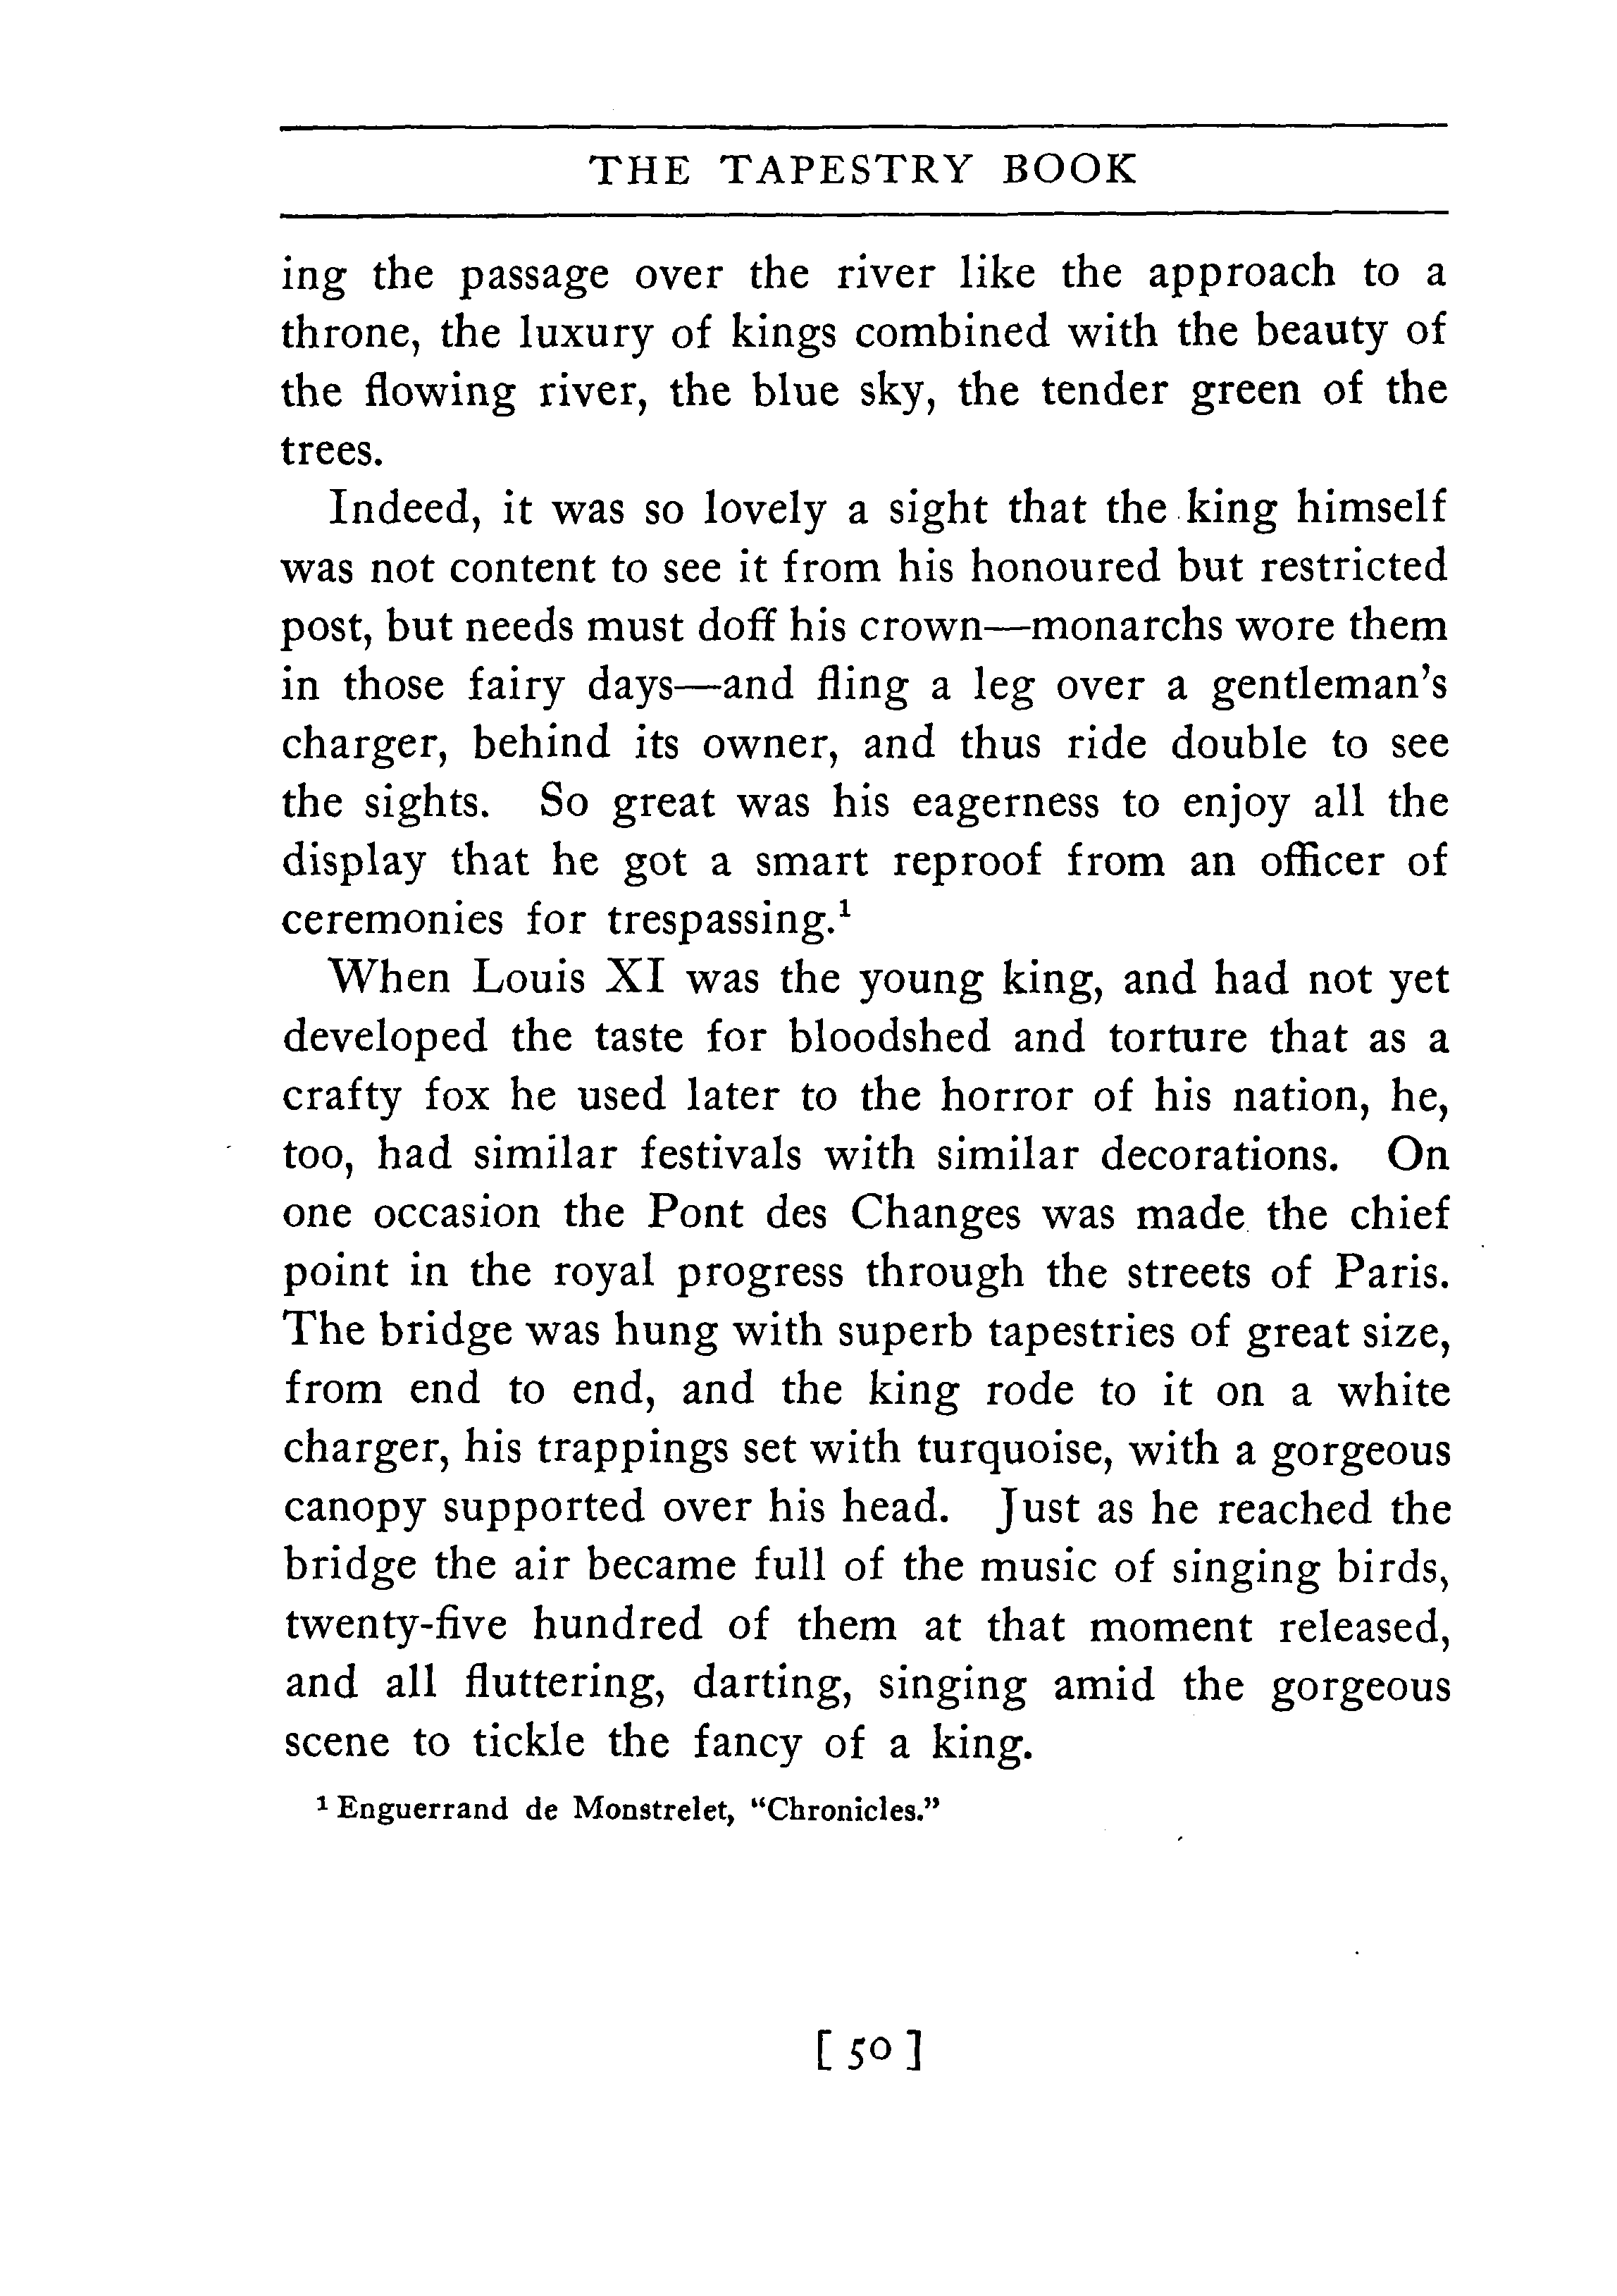 THE TAPESTRY BOOK
ing the passage over the river like the approach to a
throne, the luxury of kings combined with the beauty of
the flowing river, the blue sky, the tender green of the
trees.
Indeed, it was so lovely a sight that the king himself
was not content to see it from his honoured but restricted
post, but needs must doff his crown—monarchs wore them
in those fairy days—and fling a leg over a gentleman's
charger, behind its owner, and thus ride double to see
the sights. So great was his eagerness to enjoy all the
display that he got a smart reproof from an officer of
ceremonies for trespassing.¹
When Louis XI was the young king, and had not yet
developed the taste for bloodshed and torture that as a
crafty fox he used later to the horror of his nation, he,
too, had similar festivals with similar decorations. On
one occasion the Pont des Changes was made the chief
point in the royal progress through the streets of Paris.
The bridge was hung with superb tapestries of great size,
from end to end, and the king rode to it on a white
charger, his trappings set with turquoise, with a gorgeous
canopy supported over his head. Just as he reached the
bridge the air became full of the music of singing birds,
twenty-five hundred of them at that moment released,
and all fluttering, darting, singing amid the gorgeous
scene to tickle the fancy of a king.
¹ Enguerrand de Monstrelet, "Chronicles."
[ 50 ]